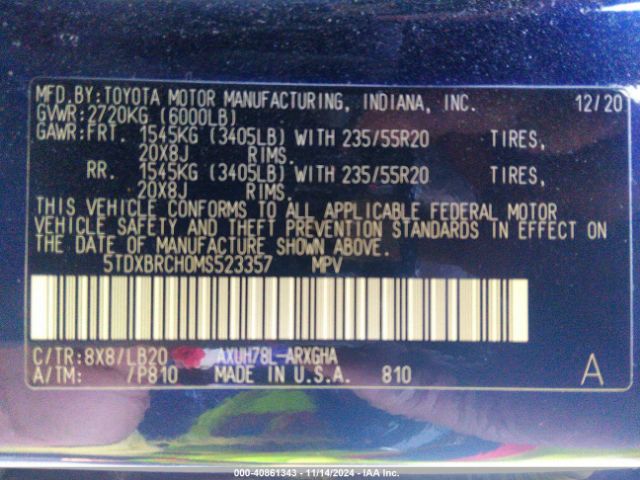 MFD.BY:TOYOTA MOTOR MANUFACTURING, INDIANA, INC. 12/20
GVWR:2720KG (6000LB)
GAWR:FRT. 1545KG (3405LB) WITH 235/55R20 TIRES,
20X8J RIMS.
RR. 1545KG (3405LB) WITH 235/55R20 TIRES,
20X8J RIMS.
THIS VEHICLE CONFORMS TO ALL APPLICABLE FEDERAL MOTOR
VEHICLE SAFETY AND THEFT PREVENTION STANDARDS IN EFFECT ON
THE DATE OF MANUFACTURE SHOWN ABOVE.
5TDXBRCH0MS523357 MPV
C/TR:8X8/LB20 AXUH78L-ARXGHA
A/TM: /P810 MADE IN U.S.A. 810 A
000-40861343 - 11/14/2024 - IAA Inc.